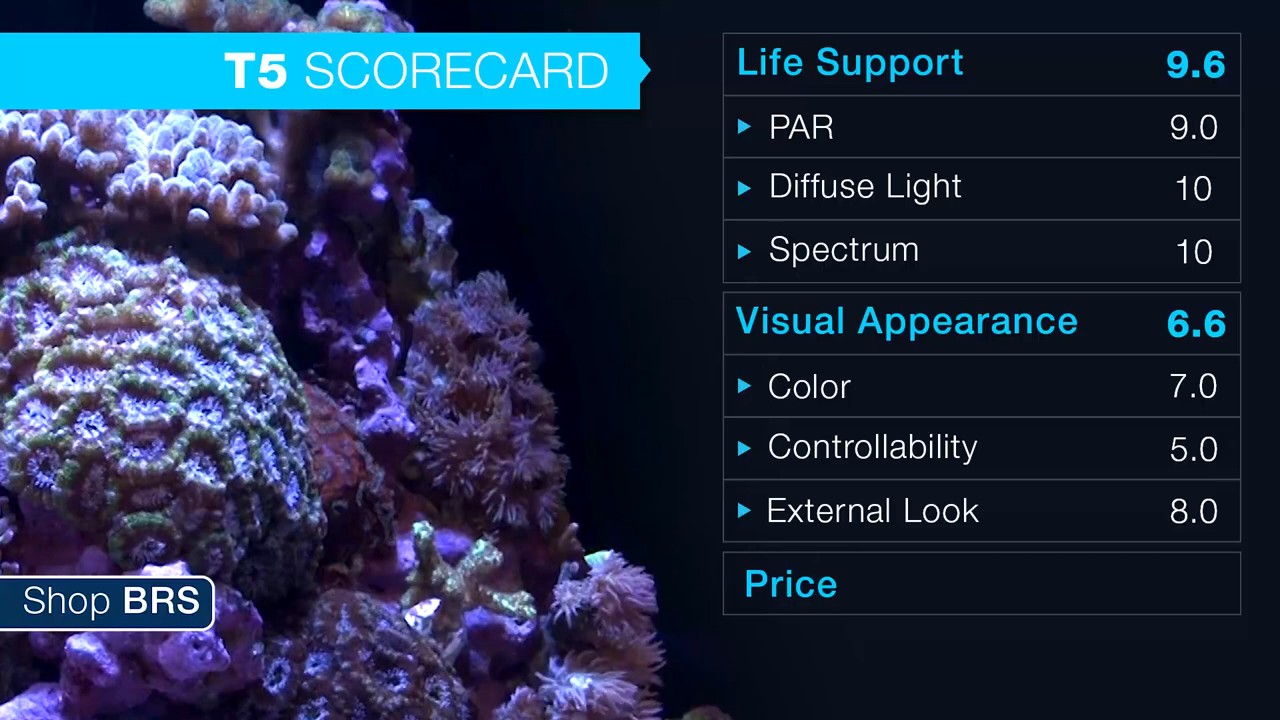 T5 SCORECARD
Life Support 9.6
PAR 9.0
Diffuse Light 10
Spectrum 10
Visual Appearance 6.6
Color 7.0
Controllability 5.0
External Look 8.0
Price
Shop BRS